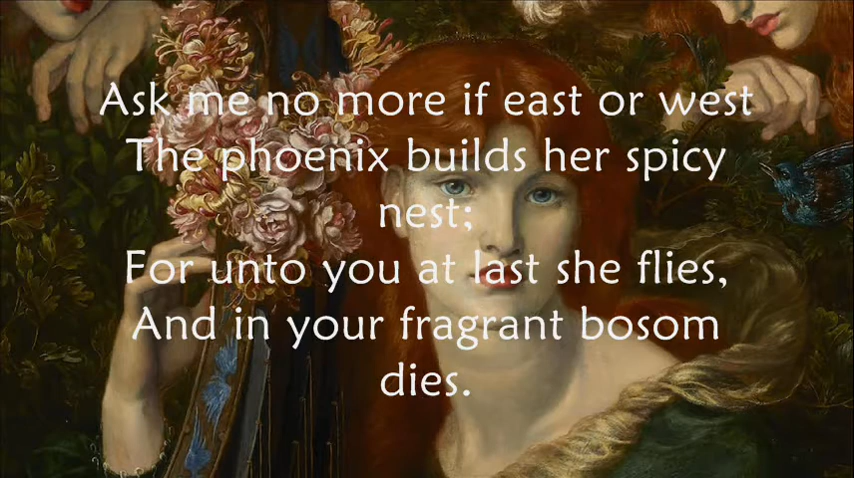 Ask me no more if east or west
The phoenix builds her spicy
nest;
For unto you at last she flies,
And in your fragrant bosom
dies.